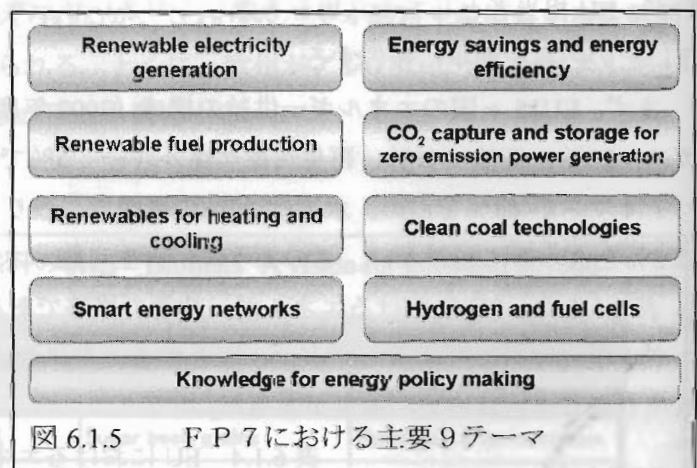 Renewable electricity
generation
Energy savings and energy
efficiency
Renewable fuel production
CO₂ capture and storage for
zero emission power generation
Renewables for heating and
cooling
Clean coal technologies
Smart energy networks
Hydrogen and fuel cells
Knowledge for energy policy making
図 6.1.5 ＦＰ７における主要９テーマ